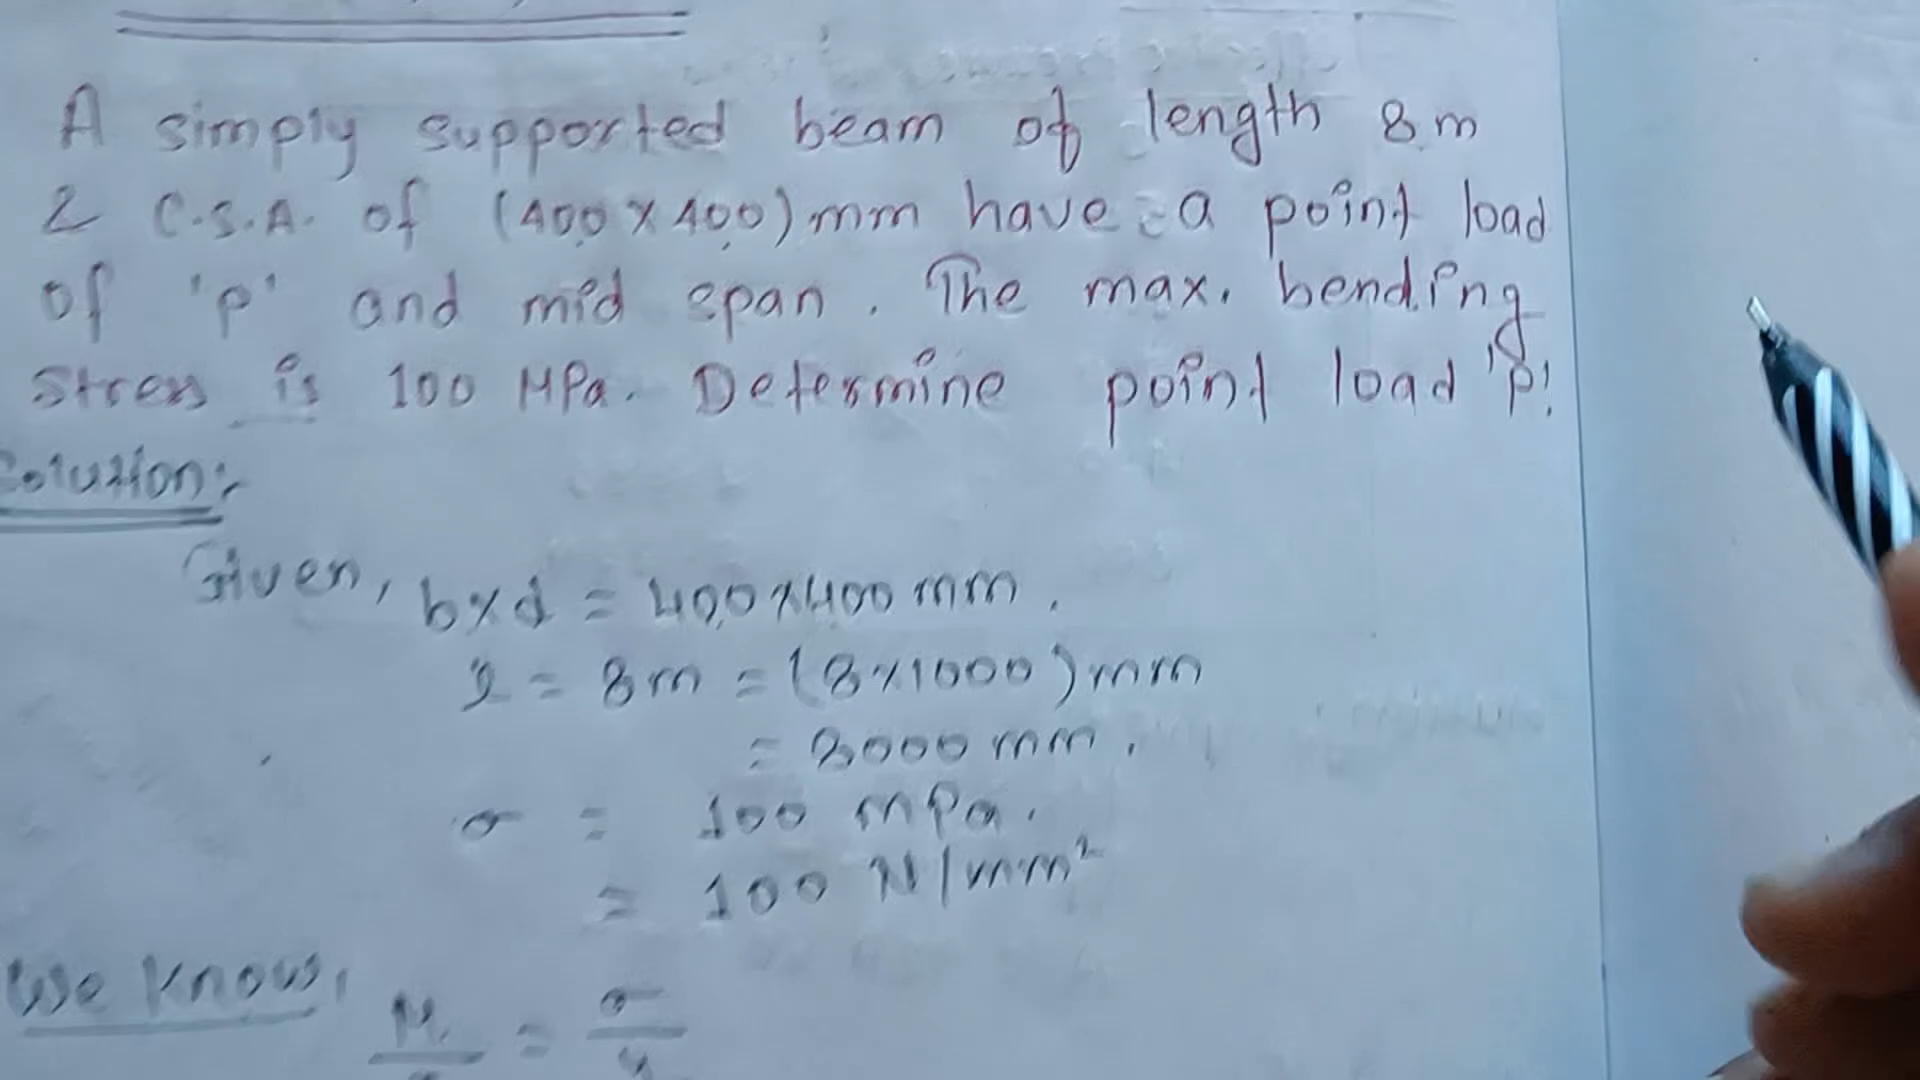 A simply supported beam of length 8m
& C.S.A. of (400 x 400) mm have a point load
of 'p' and mid span. The max. bending
stress is 100 MPa. Determine point load 'p'.
Solution:-
Given, b x d = 400 x 400 mm.
l = 8m = (8 x 1000) mm
= 8000 mm.
σ = 100 mPa.
= 100 N/mm²
We know,
M = σ
y